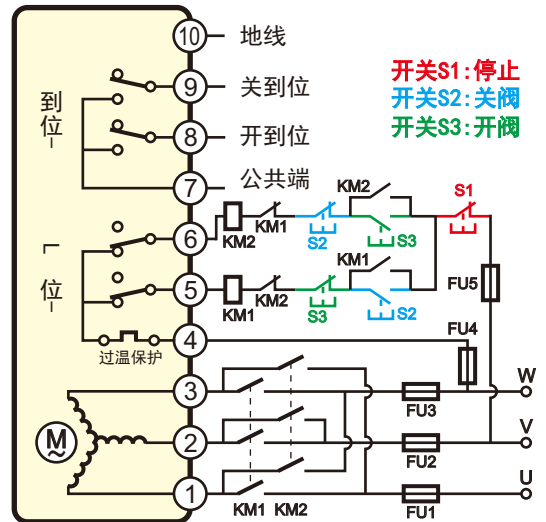 10 地线
9 关到位
8 开到位
7 公共端
到位
开关S1:停止
开关S2:关阀
开关S3:开阀
KM2
S1
6
KM2
KM1
S2
S3
位
KM1
5
KM1
KM2
S3
S2
FU5
4
过温保护
FU4
3
FU3
W
M
~
2
FU2
V
1
KM1 KM2
FU1
U